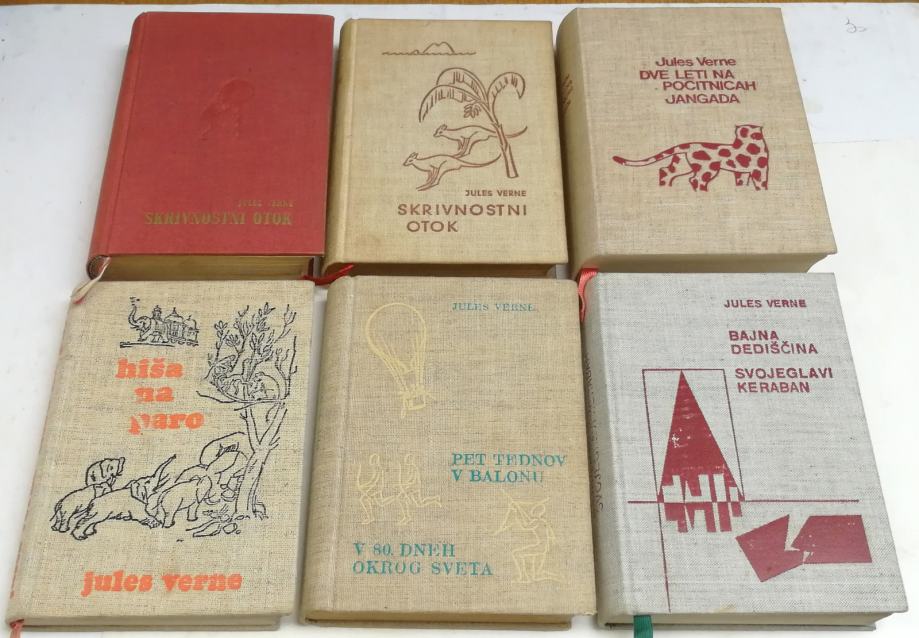 JULES VERNE
SKRIVNOSTNI OTOK
JULES VERNE
SKRIVNOSTNI
OTOK
Jules Verne
DVE LETI NA
POČITNICAH
JANGADA
hiša
na
paro
jules verne
JULES VERNE
PET TEDNOV
V BALONU
V 80. DNEH
OKROG SVETA
JULES VERNE
BAJNA
DEDIŠČINA
SVOJEGLAVI
KERABAN